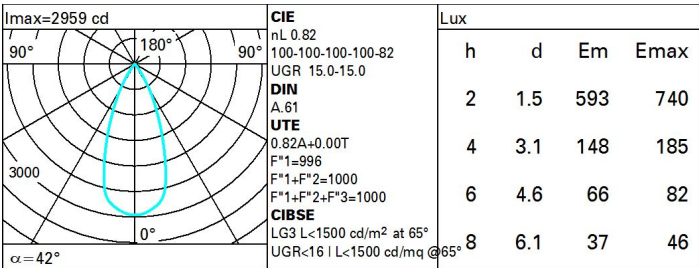 Imax=2959 cd
90°
180°
90°
3000
0°
α=42°
CIE
nL 0.82
100-100-100-100-82
UGR 15.0-15.0
DIN
A.61
UTE
0.82A+0.00T
F"1=996
F"1+F"2=1000
F"1+F"2+F"3=1000
CIBSE
LG3 L<1500 cd/m² at 65°
UGR<16 | L<1500 cd/mq @65°
Lux
h d Em Emax
2 1.5 593 740
4 3.1 148 185
6 4.6 66 82
8 6.1 37 46